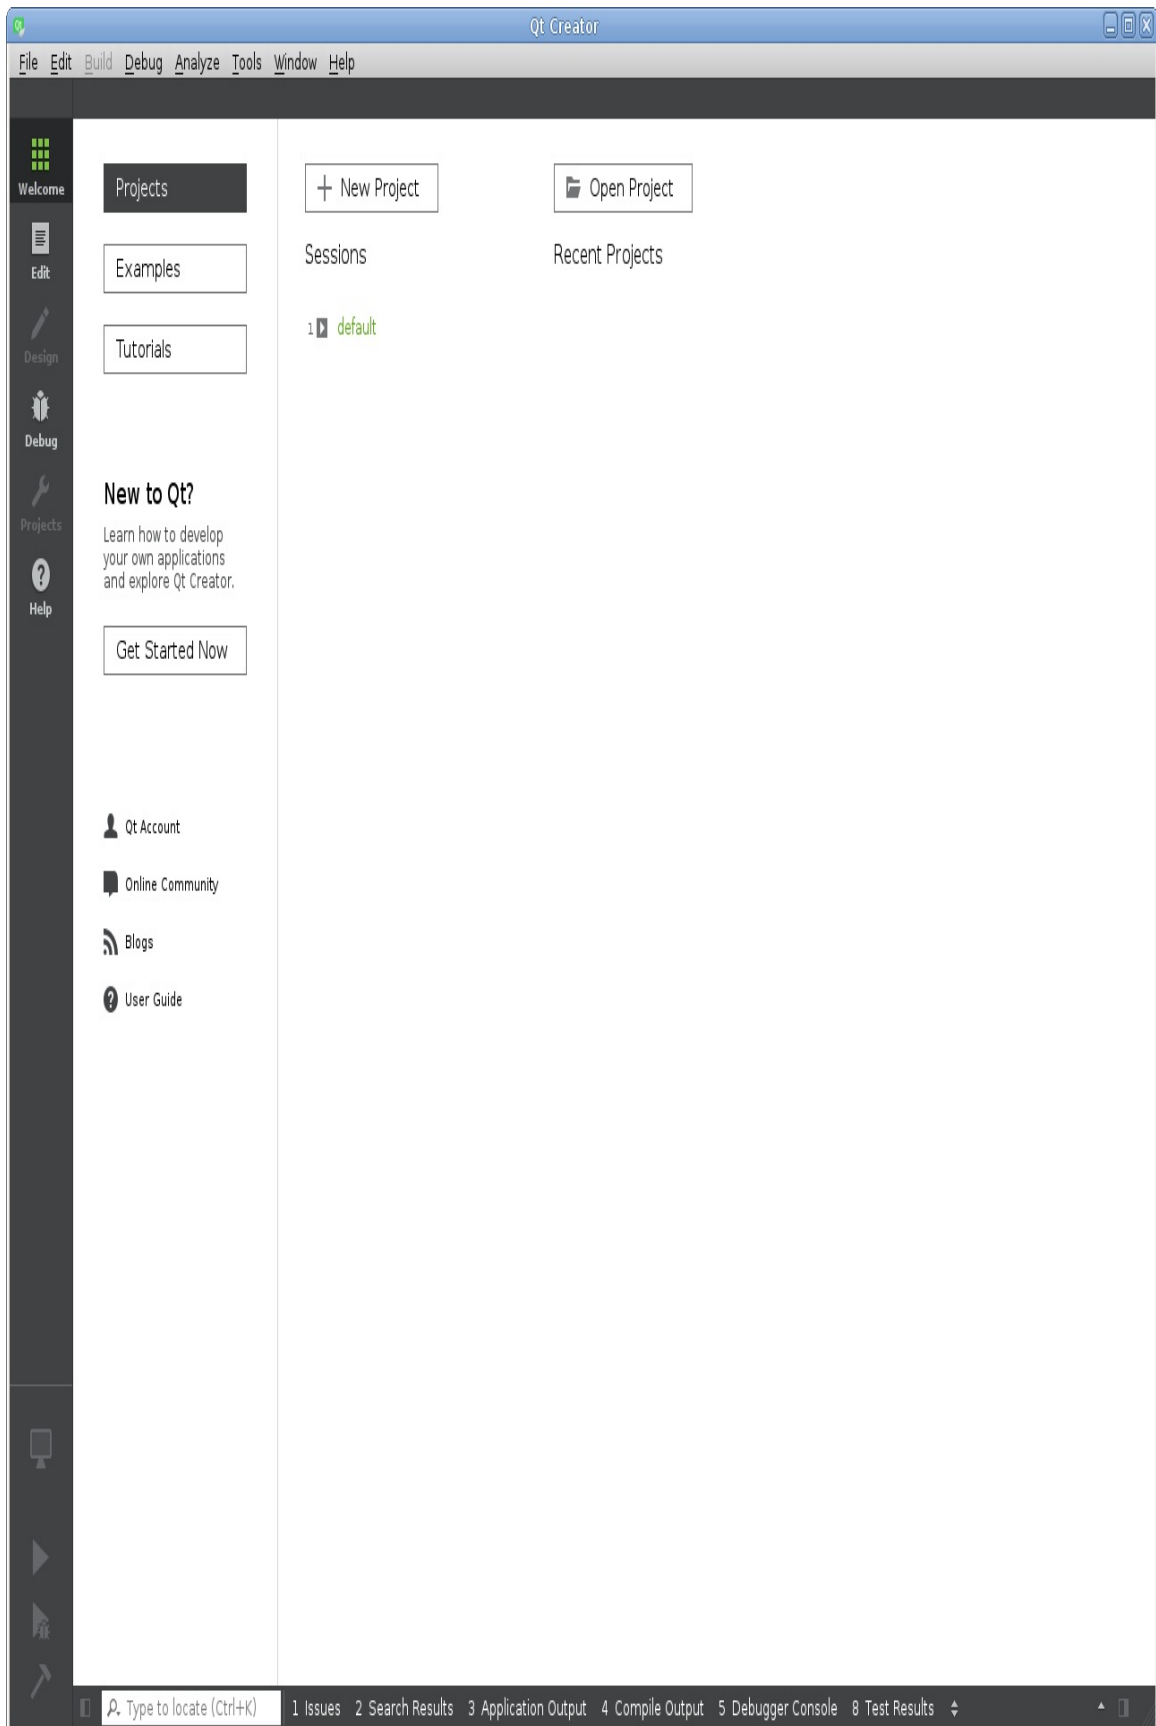 Qt Creator
File Edit Build Debug Analyze Tools Window Help
Welcome
Edit
Design
Debug
Projects
Help
Projects
Examples
Tutorials
New to Qt?
Learn how to develop
your own applications
and explore Qt Creator.
Get Started Now
Qt Account
Online Community
Blogs
User Guide
New Project
Open Project
Sessions
Recent Projects
1 default
Type to locate (Ctrl+K)
1 Issues 2 Search Results 3 Application Output 4 Compile Output 5 Debugger Console 8 Test Results